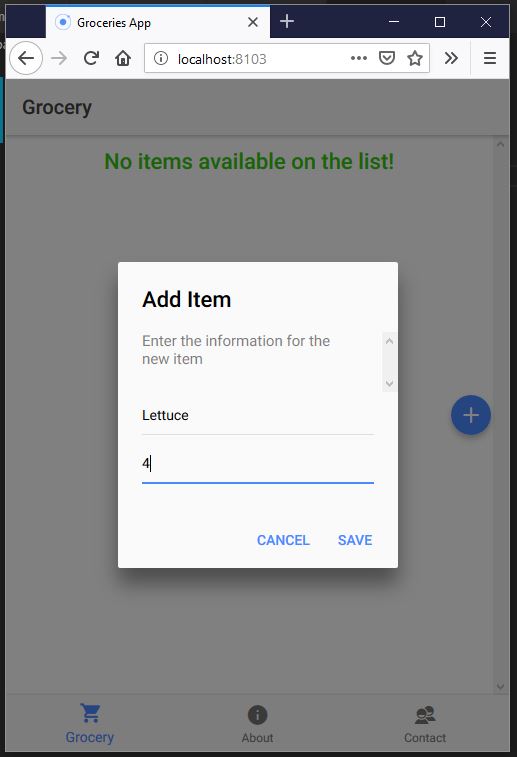 Groceries App
localhost:8103
Grocery
No items available on the list!
Add Item
Enter the information for the
new item
Lettuce
4
CANCEL SAVE
Grocery About Contact